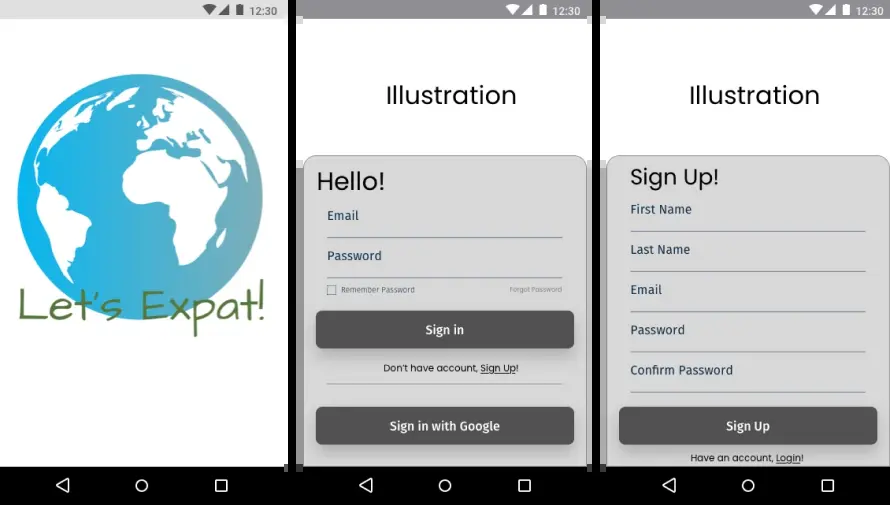 12:30
Let's Expat!
12:30
Illustration
Hello!
Email
Password
Remember Password
Forgot Password
Sign in
Don't have account, Sign Up!
Sign in with Google
12:30
Illustration
Sign Up!
First Name
Last Name
Email
Password
Confirm Password
Sign Up
Have an account, Login!